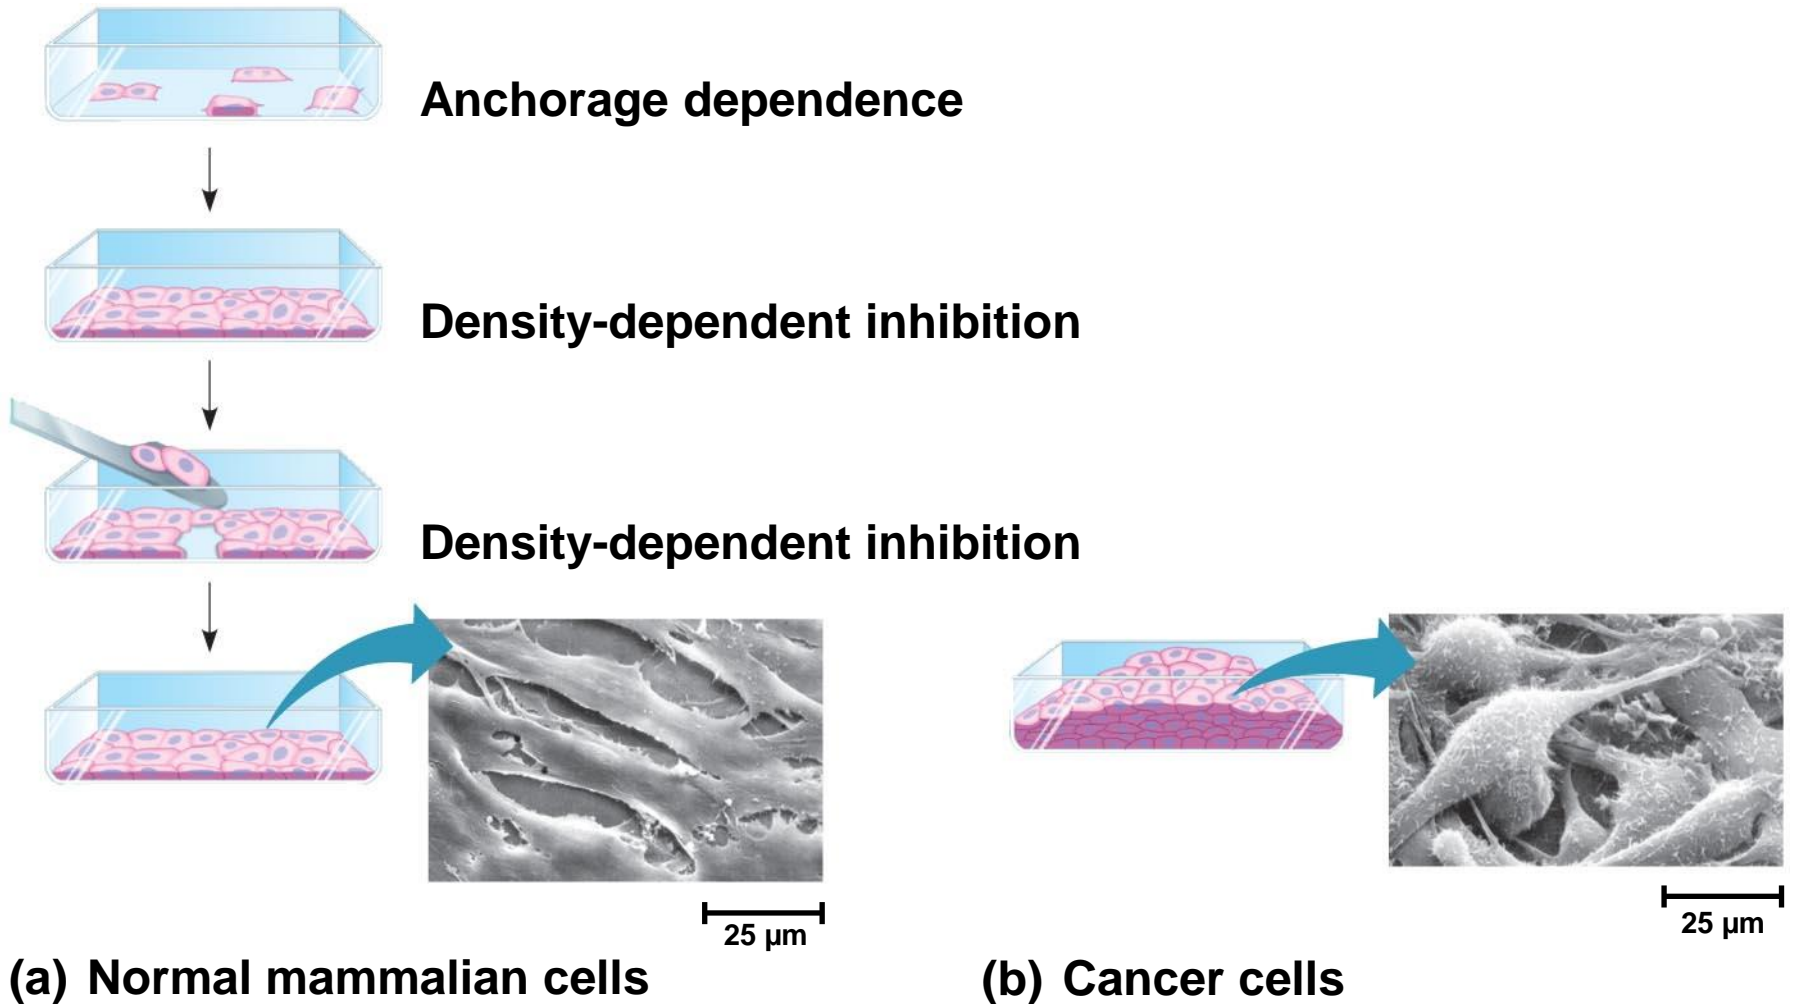 Anchorage dependence
Density-dependent inhibition
Density-dependent inhibition
25 µm
25 µm
(a) Normal mammalian cells
(b) Cancer cells